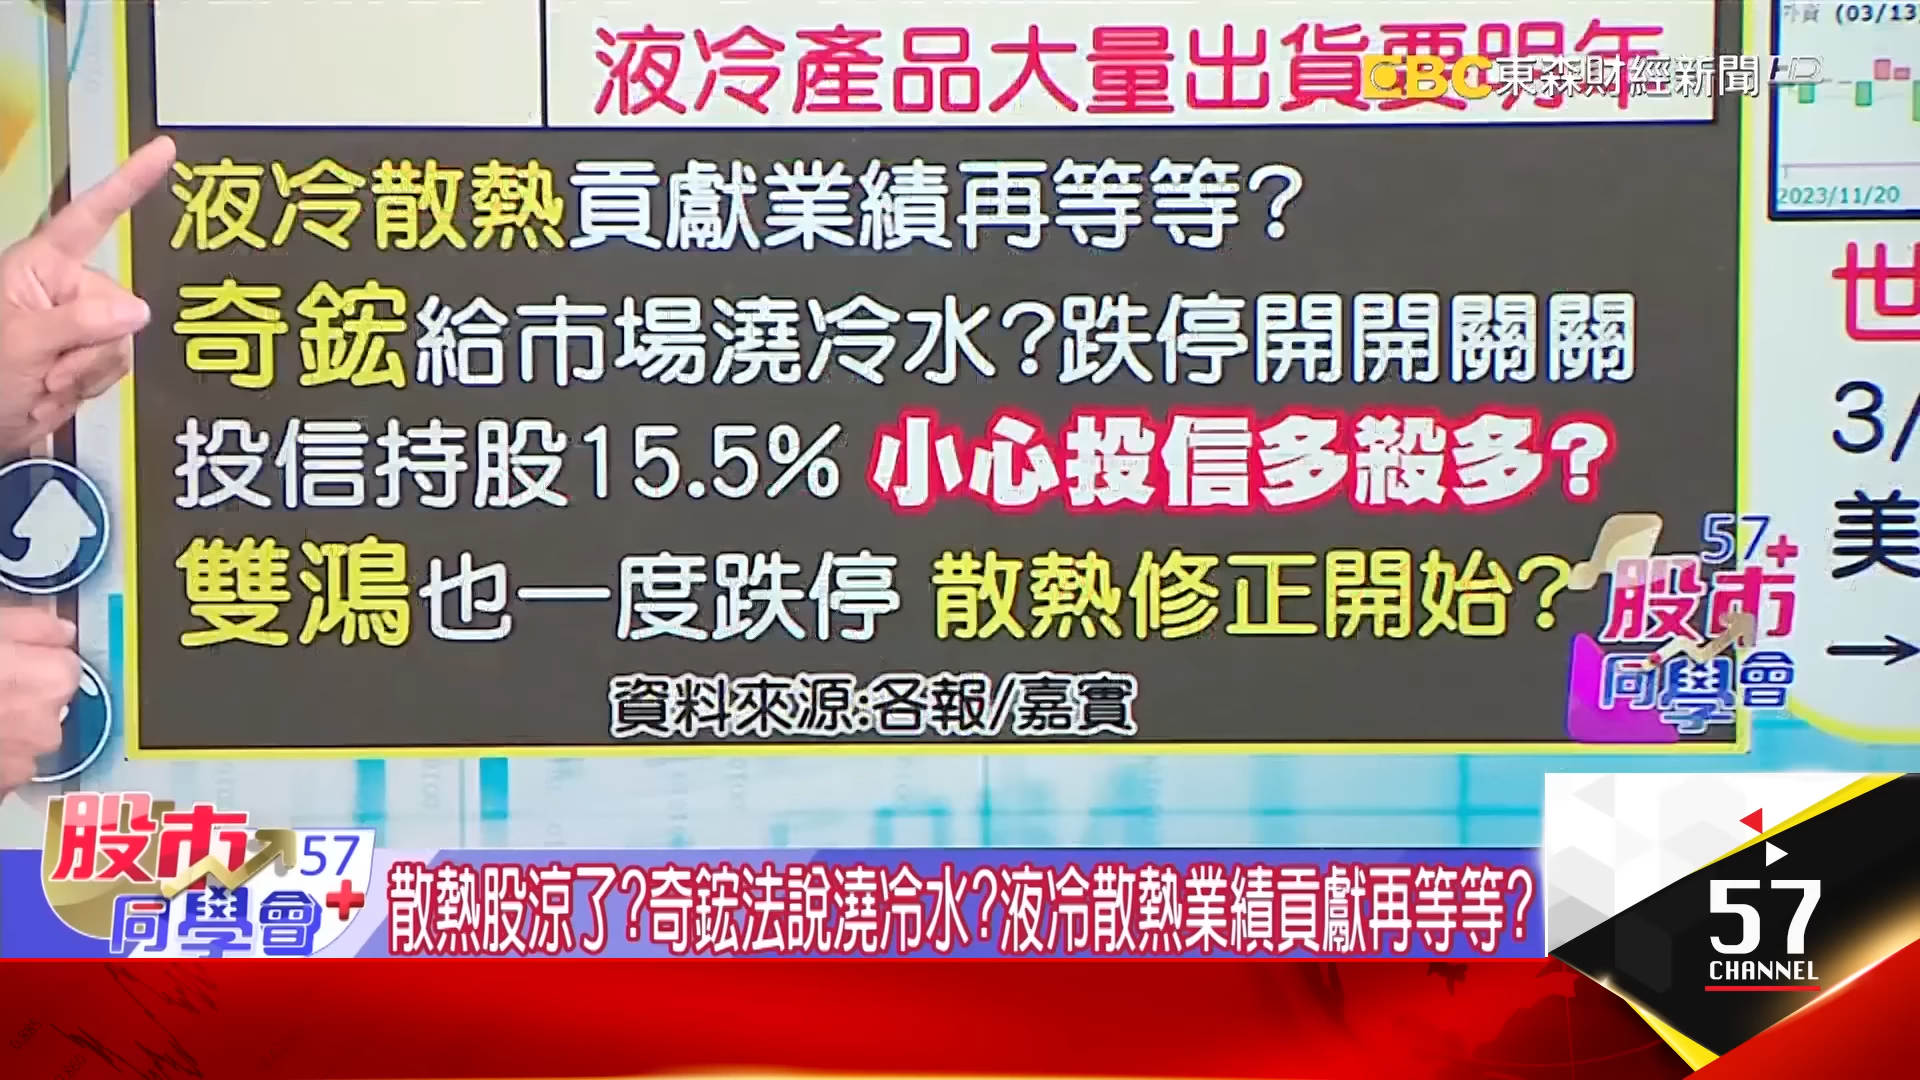 液冷產品大量出貨要明年
EBC東森財經新聞
外資 (03/13
2023/11/20
液冷散熱貢獻業績再等等?
奇鋐給市場澆冷水?跌停開開關關
投信持股15.5% 小心投信多殺多?
雙鴻也一度跌停 散熱修正開始?
資料來源:各報/嘉實
世
3/
美
→
57+
股市
同學會
股市 57
同學會+
散熱股涼了?奇鋐法說澆冷水?液冷散熱業績貢獻再等等?
57
CHANNEL